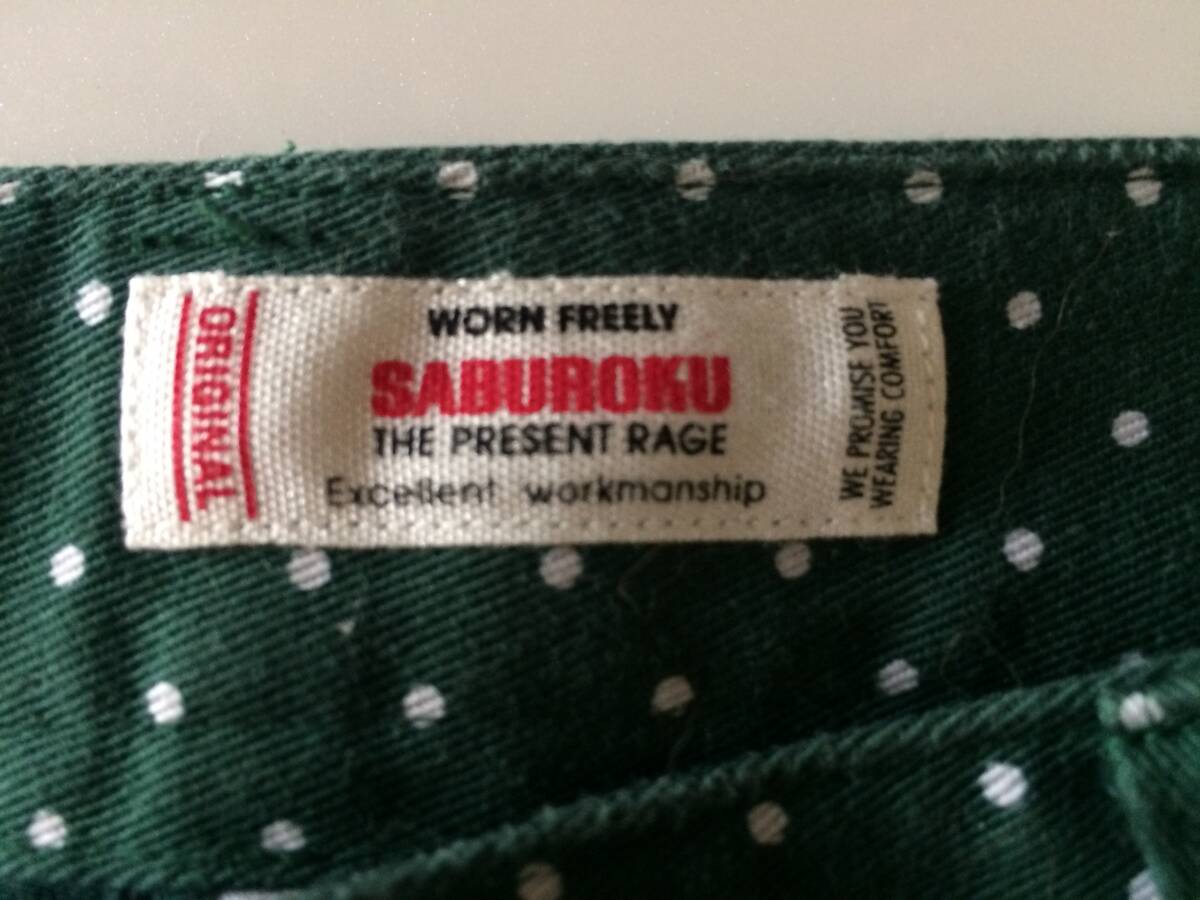 ORIGINAL
WORN FREELY
SABUROKU
THE PRESENT RAGE
Excellent workmanship
WE PROMISE YOU
WEARING COMFORT